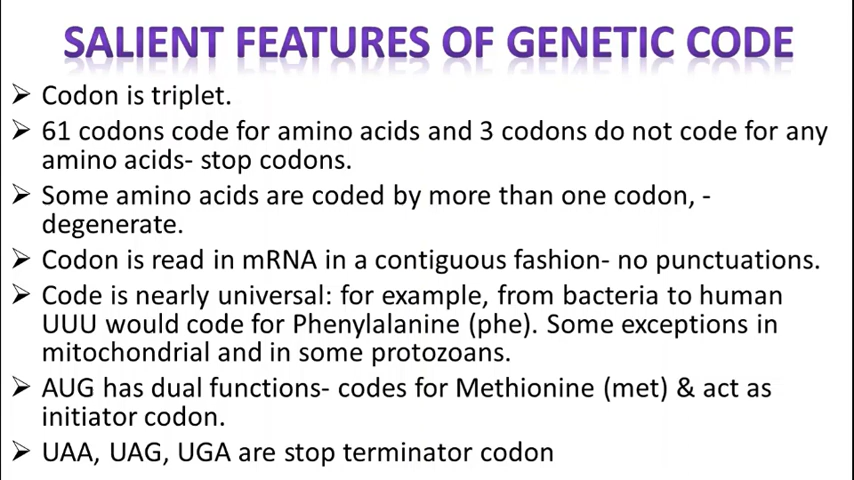 SALIENT FEATURES OF GENETIC CODE
➢ Codon is triplet.
➢ 61 codons code for amino acids and 3 codons do not code for any
amino acids- stop codons.
➢ Some amino acids are coded by more than one codon, -
degenerate.
➢ Codon is read in mRNA in a contiguous fashion- no punctuations.
➢ Code is nearly universal: for example, from bacteria to human
UUU would code for Phenylalanine (phe). Some exceptions in
mitochondrial and in some protozoans.
➢ AUG has dual functions- codes for Methionine (met) & act as
initiator codon.
➢ UAA, UAG, UGA are stop terminator codon